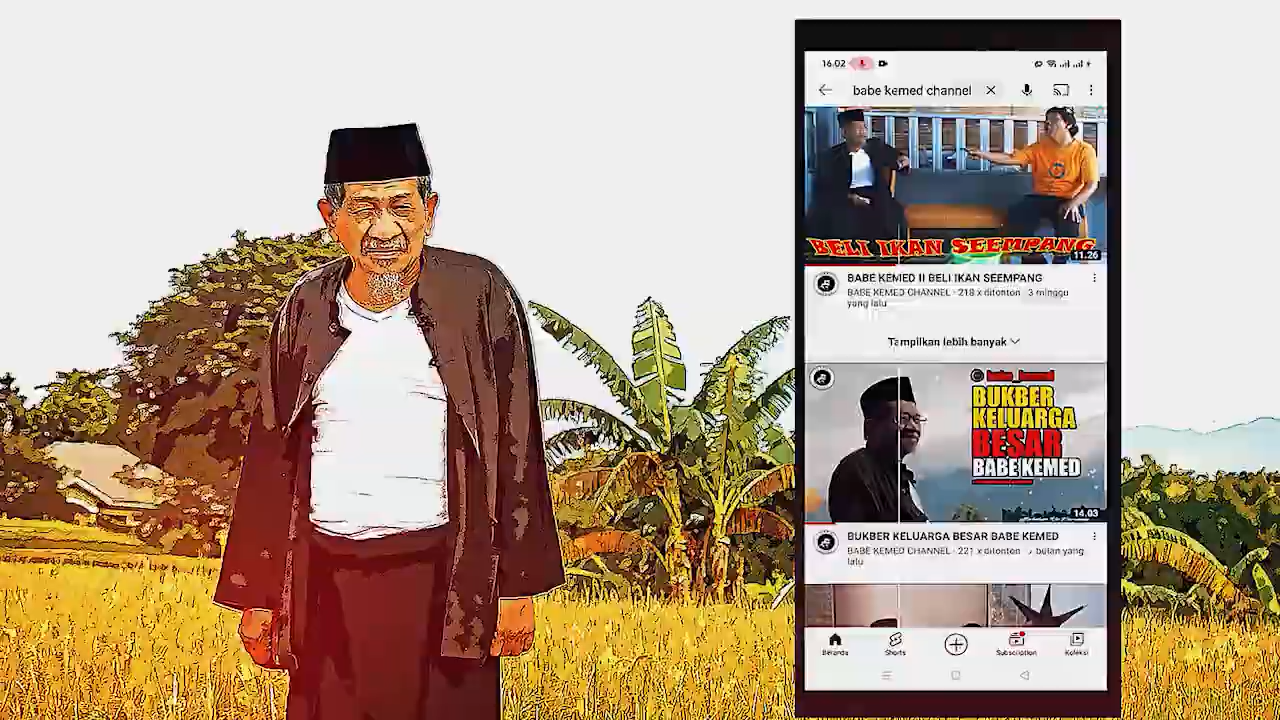 16.02
babe kemed channel
BELI IKAN SEEMPANG
11.26
BABE KEMED II BELI IKAN SEEMPANG
BABE KEMED CHANNEL · 218 x ditonton · 3 minggu
yang lalu
Tampilkan lebih banyak
babe_kemed
BUKBER
KELUARGA
BESAR
BABE KEMED
14.03
BUKBER KELUARGA BESAR BABE KEMED
BABE KEMED CHANNEL · 221 x ditonton · bulan yang
lalu
Beranda
Shorts
Subscription
Koleksi